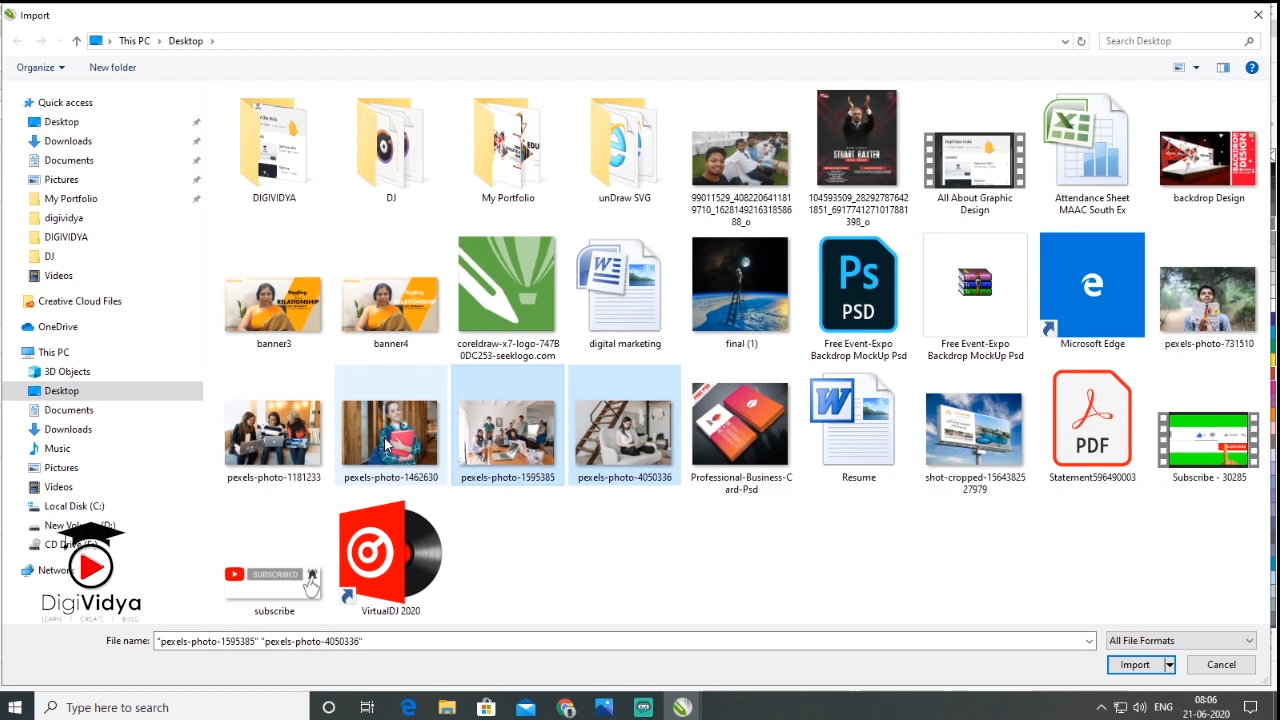 Import
This PC
Desktop
Search Desktop
Organize
New folder
Quick access
Desktop
Downloads
Documents
Pictures
My Portfolio
digividya
DIGIVIDYA
DJ
Videos
Creative Cloud Files
OneDrive
This PC
3D Objects
Desktop
Documents
Downloads
Music
Pictures
Videos
Local Disk (C:)
Network
DigiVidya
LEARN | CREATE | BUILD
DIGIVIDYA
DJ
My Portfolio
unDraw SVG
99011529_408220641181
9710_1628149216318586
88_o
104593509_28292787642
1851_6917741271017881
398_o
All About Graphic
Design
Attendance Sheet
MAAC South Ex
backdrop Design
banner3
banner4
coreldraw-x7-logo-747B
0DC253-seeklogo.com
digital marketing
final (1)
Ps
PSD
Free Event-Expo
Backdrop MockUp Psd
Free Event-Expo
Backdrop MockUp Psd
Microsoft Edge
pexels-photo-731510
pexels-photo-1181233
pexels-photo-1462630
pexels-photo-1595385
pexels-photo-4050336
Professional-Business-C
ard-Psd
Resume
shot-cropped-15643825
27979
PDF
Statement596490003
Subscribe - 30285
SUBSCRIBED
subscribe
VirtualDJ 2020
File name:
"pexels-photo-1595385" "pexels-photo-4050336"
All File Formats
Import
Cancel
Type here to search
ENG
08:06
21-06-2020